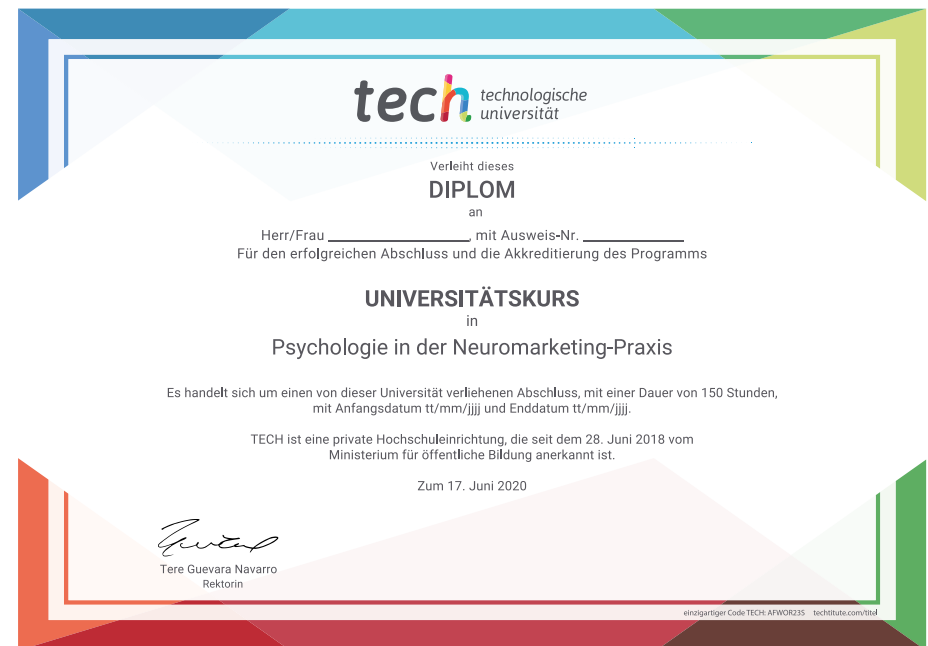 tech technologische
universität
Verleiht dieses
DIPLOM
an
Herr/Frau ____________, mit Ausweis-Nr. ____________
Für den erfolgreichen Abschluss und die Akkreditierung des Programms
UNIVERSITÄTSKURS
in
Psychologie in der Neuromarketing-Praxis
Es handelt sich um einen von dieser Universität verliehenen Abschluss, mit einer Dauer von 150 Stunden,
mit Anfangsdatum tt/mm/jjjj und Enddatum tt/mm/jjjj.
TECH ist eine private Hochschuleinrichtung, die seit dem 28. Juni 2018 vom
Ministerium für öffentliche Bildung anerkannt ist.
Zum 17. Juni 2020
Tere Guevara Navarro
Rektorin
einzigartiger Code TECH: AFWOR23S techtitute.com/titel